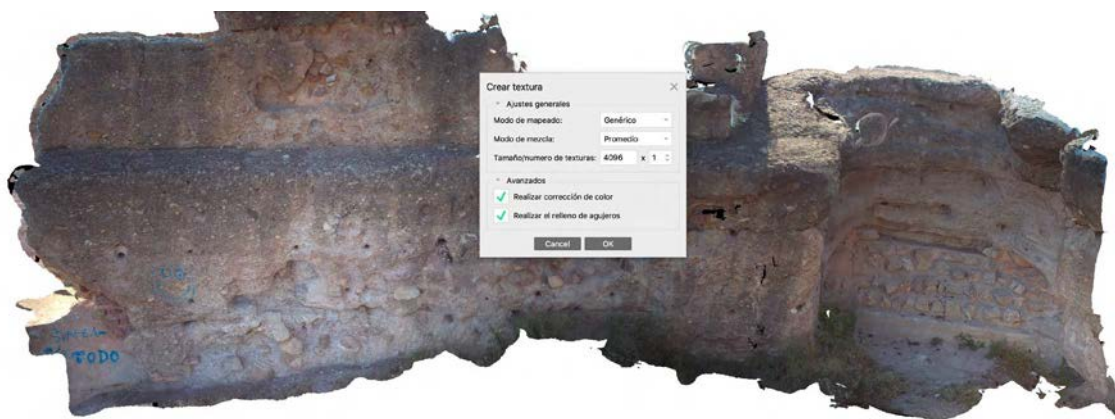 Crear textura
Ajustes generales
Modo de mapeado: Genérico
Modo de mezcla: Promedio
Tamaño/numero de texturas: 4096 x 1
Avanzados
Realizar corrección de color
Realizar el relleno de agujeros
Cancel OK
TODO